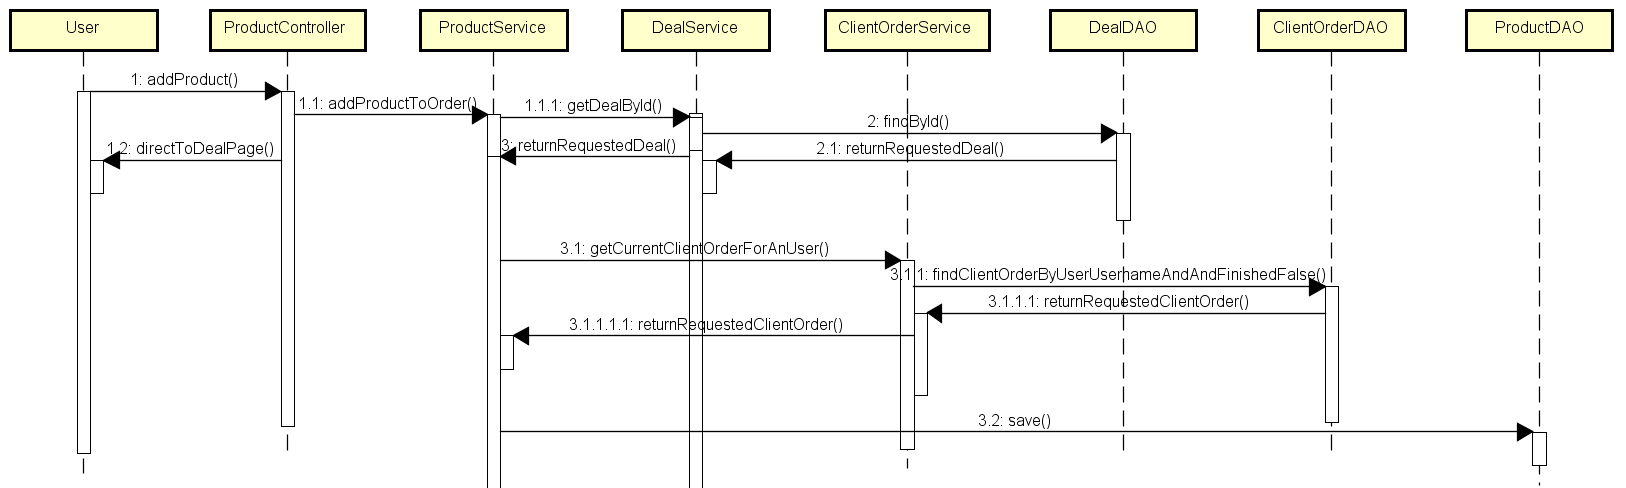 User
ProductController
ProductService
DealService
ClientOrderService
DealDAO
ClientOrderDAO
ProductDAO
1: addProduct()
1.1: addProductToOrder()
1.1.1: getDealById()
2: findById()
3: returnRequestedDeal()
2.1: returnRequestedDeal()
1.2: directToDealPage()
3.1: getCurrentClientOrderForAnUser()
3.1.1: findClientOrderByUserUsernameAndAndFinishedFalse()
3.1.1.1: returnRequestedClientOrder()
3.1.1.1.1: returnRequestedClientOrder()
3.2: save()